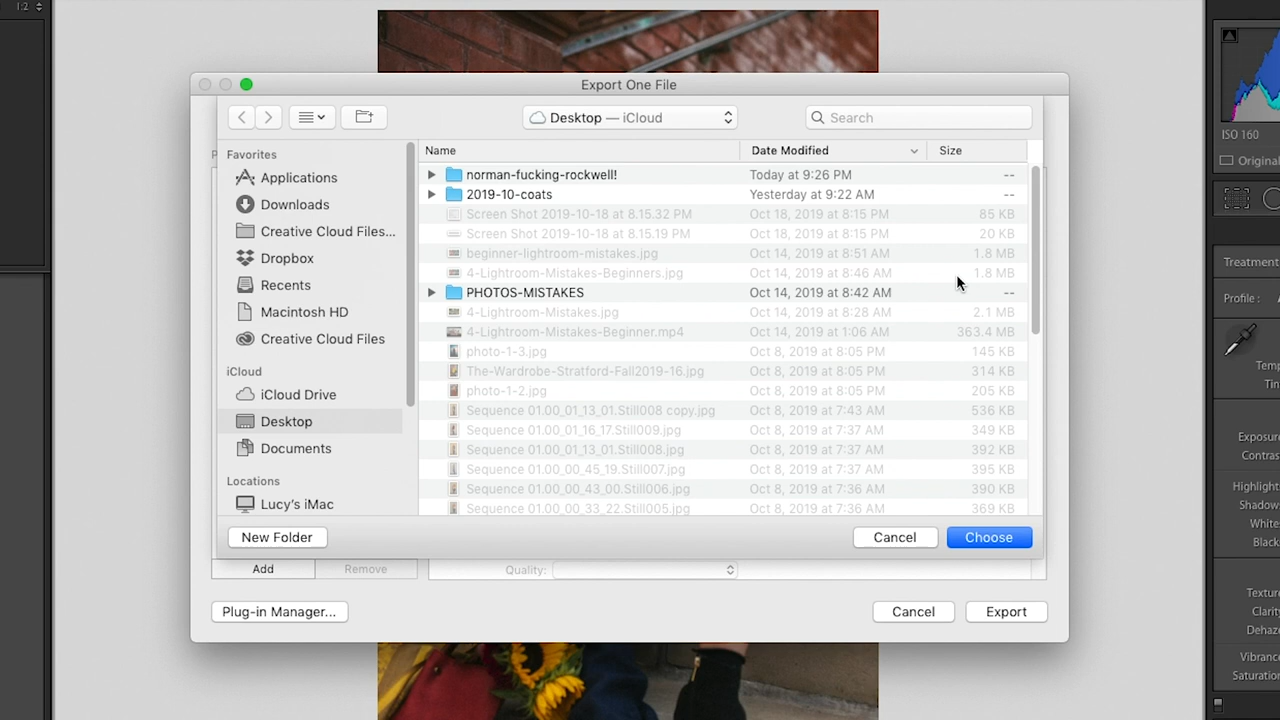 1:2
Export One File
Desktop — iCloud
Search
Favorites
Applications
Downloads
Creative Cloud Files...
Dropbox
Recents
Macintosh HD
Creative Cloud Files
iCloud
iCloud Drive
Desktop
Documents
Locations
Lucy's iMac
Name Date Modified Size
norman-fucking-rockwell! Today at 9:26 PM --
2019-10-coats Yesterday at 9:22 AM --
Screen Shot 2019-10-18 at 8.15.32 PM Oct 18, 2019 at 8:15 PM 85 KB
Screen Shot 2019-10-18 at 8.15.19 PM Oct 18, 2019 at 8:15 PM 20 KB
beginner-lightroom-mistakes.jpg Oct 14, 2019 at 8:51 AM 1.8 MB
4-Lightroom-Mistakes-Beginners.jpg Oct 14, 2019 at 8:46 AM 1.8 MB
PHOTOS-MISTAKES Oct 14, 2019 at 8:42 AM --
4-Lightroom-Mistakes.jpg Oct 14, 2019 at 8:28 AM 2.1 MB
4-Lightroom-Mistakes-Beginner.mp4 Oct 14, 2019 at 1:06 AM 363.4 MB
photo-1-3.jpg Oct 8, 2019 at 8:05 PM 145 KB
The-Wardrobe-Stratford-Fall2019-16.jpg Oct 8, 2019 at 8:05 PM 314 KB
photo-1-2.jpg Oct 8, 2019 at 8:05 PM 205 KB
Sequence 01.00_01_13_01.Still008 copy.jpg Oct 8, 2019 at 7:43 AM 536 KB
Sequence 01.00_01_16_17.Still009.jpg Oct 8, 2019 at 7:37 AM 349 KB
Sequence 01.00_01_13_01.Still008.jpg Oct 8, 2019 at 7:37 AM 392 KB
Sequence 01.00_00_45_19.Still007.jpg Oct 8, 2019 at 7:37 AM 395 KB
Sequence 01.00_00_43_00.Still006.jpg Oct 8, 2019 at 7:36 AM 390 KB
Sequence 01.00_00_33_22.Still005.jpg Oct 8, 2019 at 7:36 AM 369 KB
New Folder
Cancel
Choose
Add
Remove
Quality:
Plug-in Manager...
Cancel
Export
ISO 160
Original
Treatment
Profile :
Temp
Tin
Exposure
Contras
Highlight
Shadow
White
Black
Texture
Clarit
Dehaz
Vibranc
Saturatio